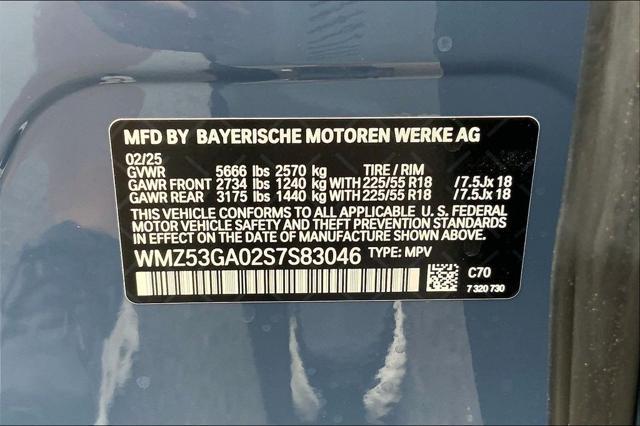 MFD BY BAYERISCHE MOTOREN WERKE AG
02/25
GVWR 5666 lbs 2570 kg TIRE / RIM
GAWR FRONT 2734 lbs 1240 kg WITH 225/55 R18 /7.5Jx 18
GAWR REAR 3175 lbs 1440 kg WITH 225/55 R18 /7.5Jx 18
THIS VEHICLE CONFORMS TO ALL APPLICABLE U. S. FEDERAL
MOTOR VEHICLE SAFETY AND THEFT PREVENTION STANDARDS
IN EFFECT ON THE DATE OF MANUFACTURE SHOWN ABOVE.
WMZ53GA02S7S83046 TYPE: MPV
C70
7 320 730